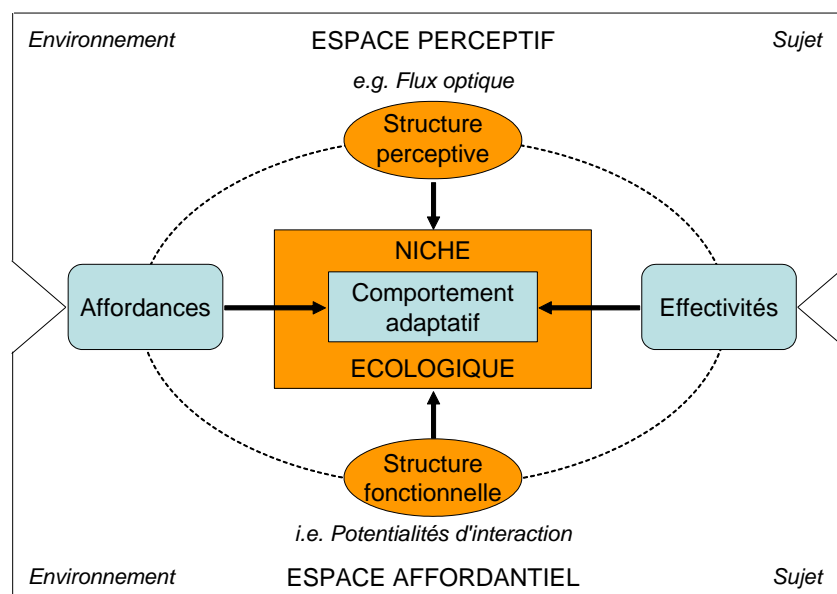 Environnement ESPACE PERCEPTIF Sujet
e.g. Flux optique
Structure
perceptive
NICHE
Affordances
Comportement
adaptatif
Effectivités
ECOLOGIQUE
Structure
fonctionnelle
i.e. Potentialités d'interaction
Environnement ESPACE AFFORDANTIEL Sujet